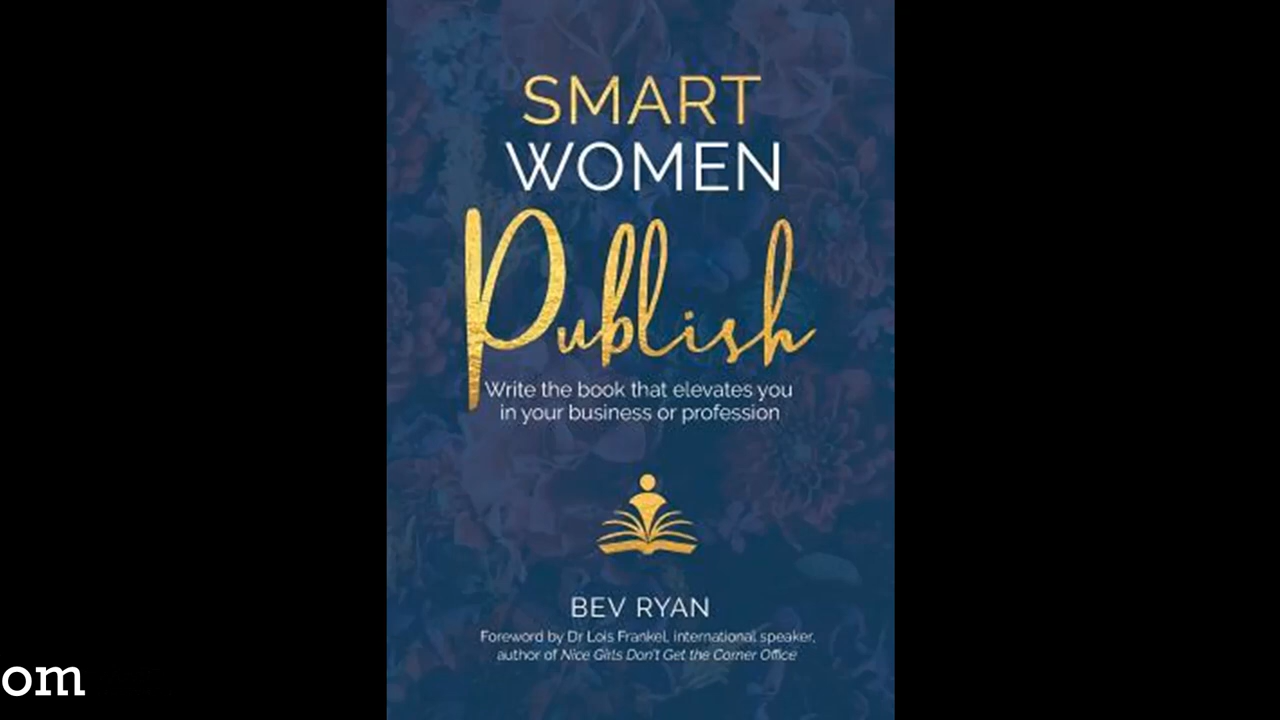 SMART
WOMEN
Publish
Write the book that elevates you
in your business or profession
BEV RYAN
Foreword by Dr Lois Frankel, international speaker,
author of Nice Girls Don't Get the Corner Office
om